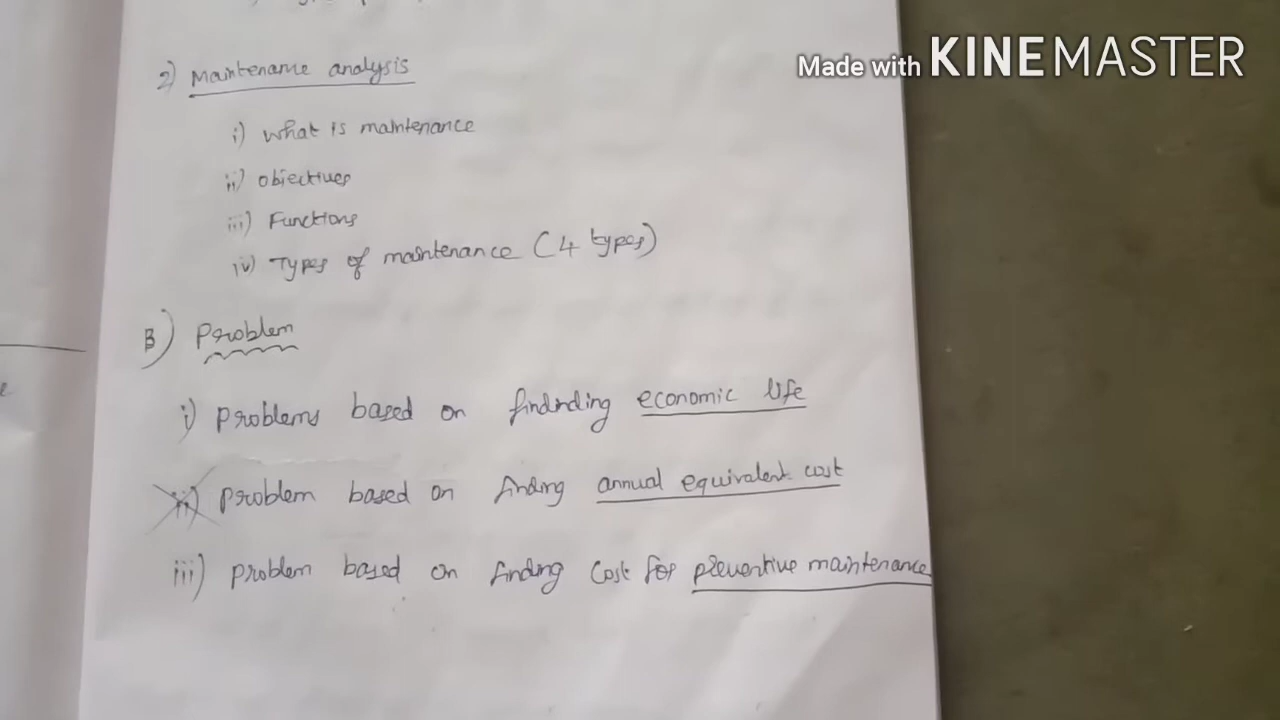 Made with KINEMASTER
2) Maintenance analysis
i) What is maintenance
ii) Objectives
iii) Functions
iv) Types of maintenance (4 types)
B) Problem
i) Problems based on findinding economic life
ii) Problem based on finding annual equivalent cost
iii) Problem based on finding Cost for preventive maintenance